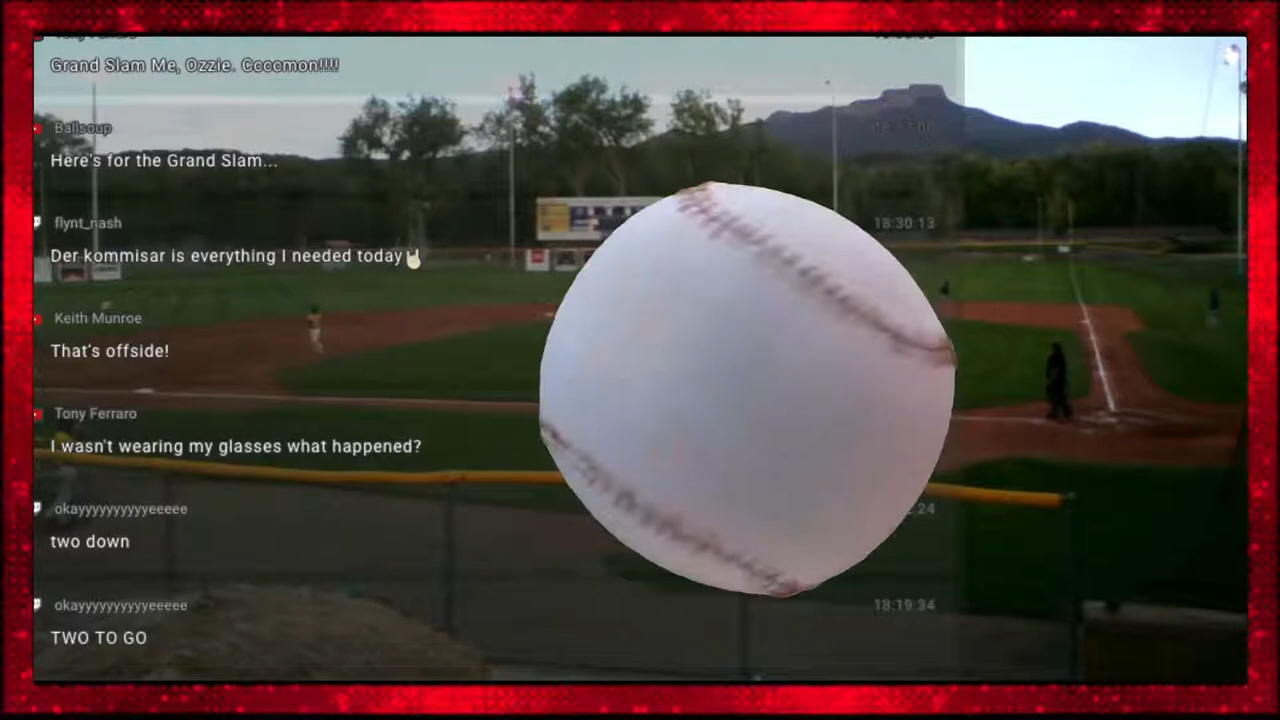 Grand Slam Me, Ozzie. Ccccmon!!!!
Ballsoup
Here's for the Grand Slam...
flynt_nash 18:30:13
Der kommisar is everything I needed today
Keith Munroe
That's offside!
Tony Ferraro
I wasn't wearing my glasses what happened?
okayyyyyyyyyyeeeee 24
two down
okayyyyyyyyyyeeeee 18:19:34
TWO TO GO